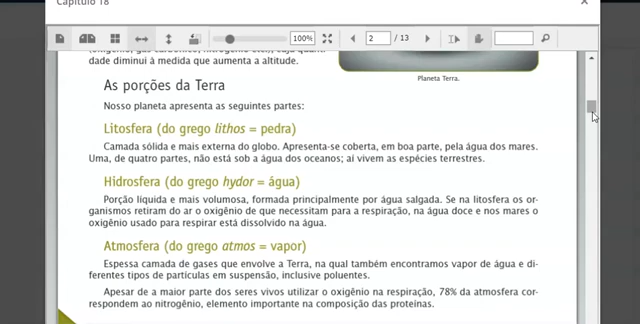 Capítulo 18
×
100%
2 / 13
dade diminui à medida que aumenta a altitude.
Planeta Terra.
As porções da Terra
Nosso planeta apresenta as seguintes partes:
Litosfera (do grego lithos = pedra)
Camada sólida e mais externa do globo. Apresenta-se coberta, em boa parte, pela água dos mares.
Uma, de quatro partes, não está sob a água dos oceanos; aí vivem as espécies terrestres.
Hidrosfera (do grego hydor = água)
Porção líquida e mais volumosa, formada principalmente por água salgada. Se na litosfera os or-
ganismos retiram do ar o oxigênio de que necessitam para a respiração, na água doce e nos mares o
oxigênio usado para respirar está dissolvido na água.
Atmosfera (do grego atmos = vapor)
Espessa camada de gases que envolve a Terra, na qual também encontramos vapor de água e di-
ferentes tipos de partículas em suspensão, inclusive poluentes.
Apesar de a maior parte dos seres vivos utilizar o oxigênio na respiração, 78% da atmosfera cor-
respondem ao nitrogênio, elemento importante na composição das proteínas.